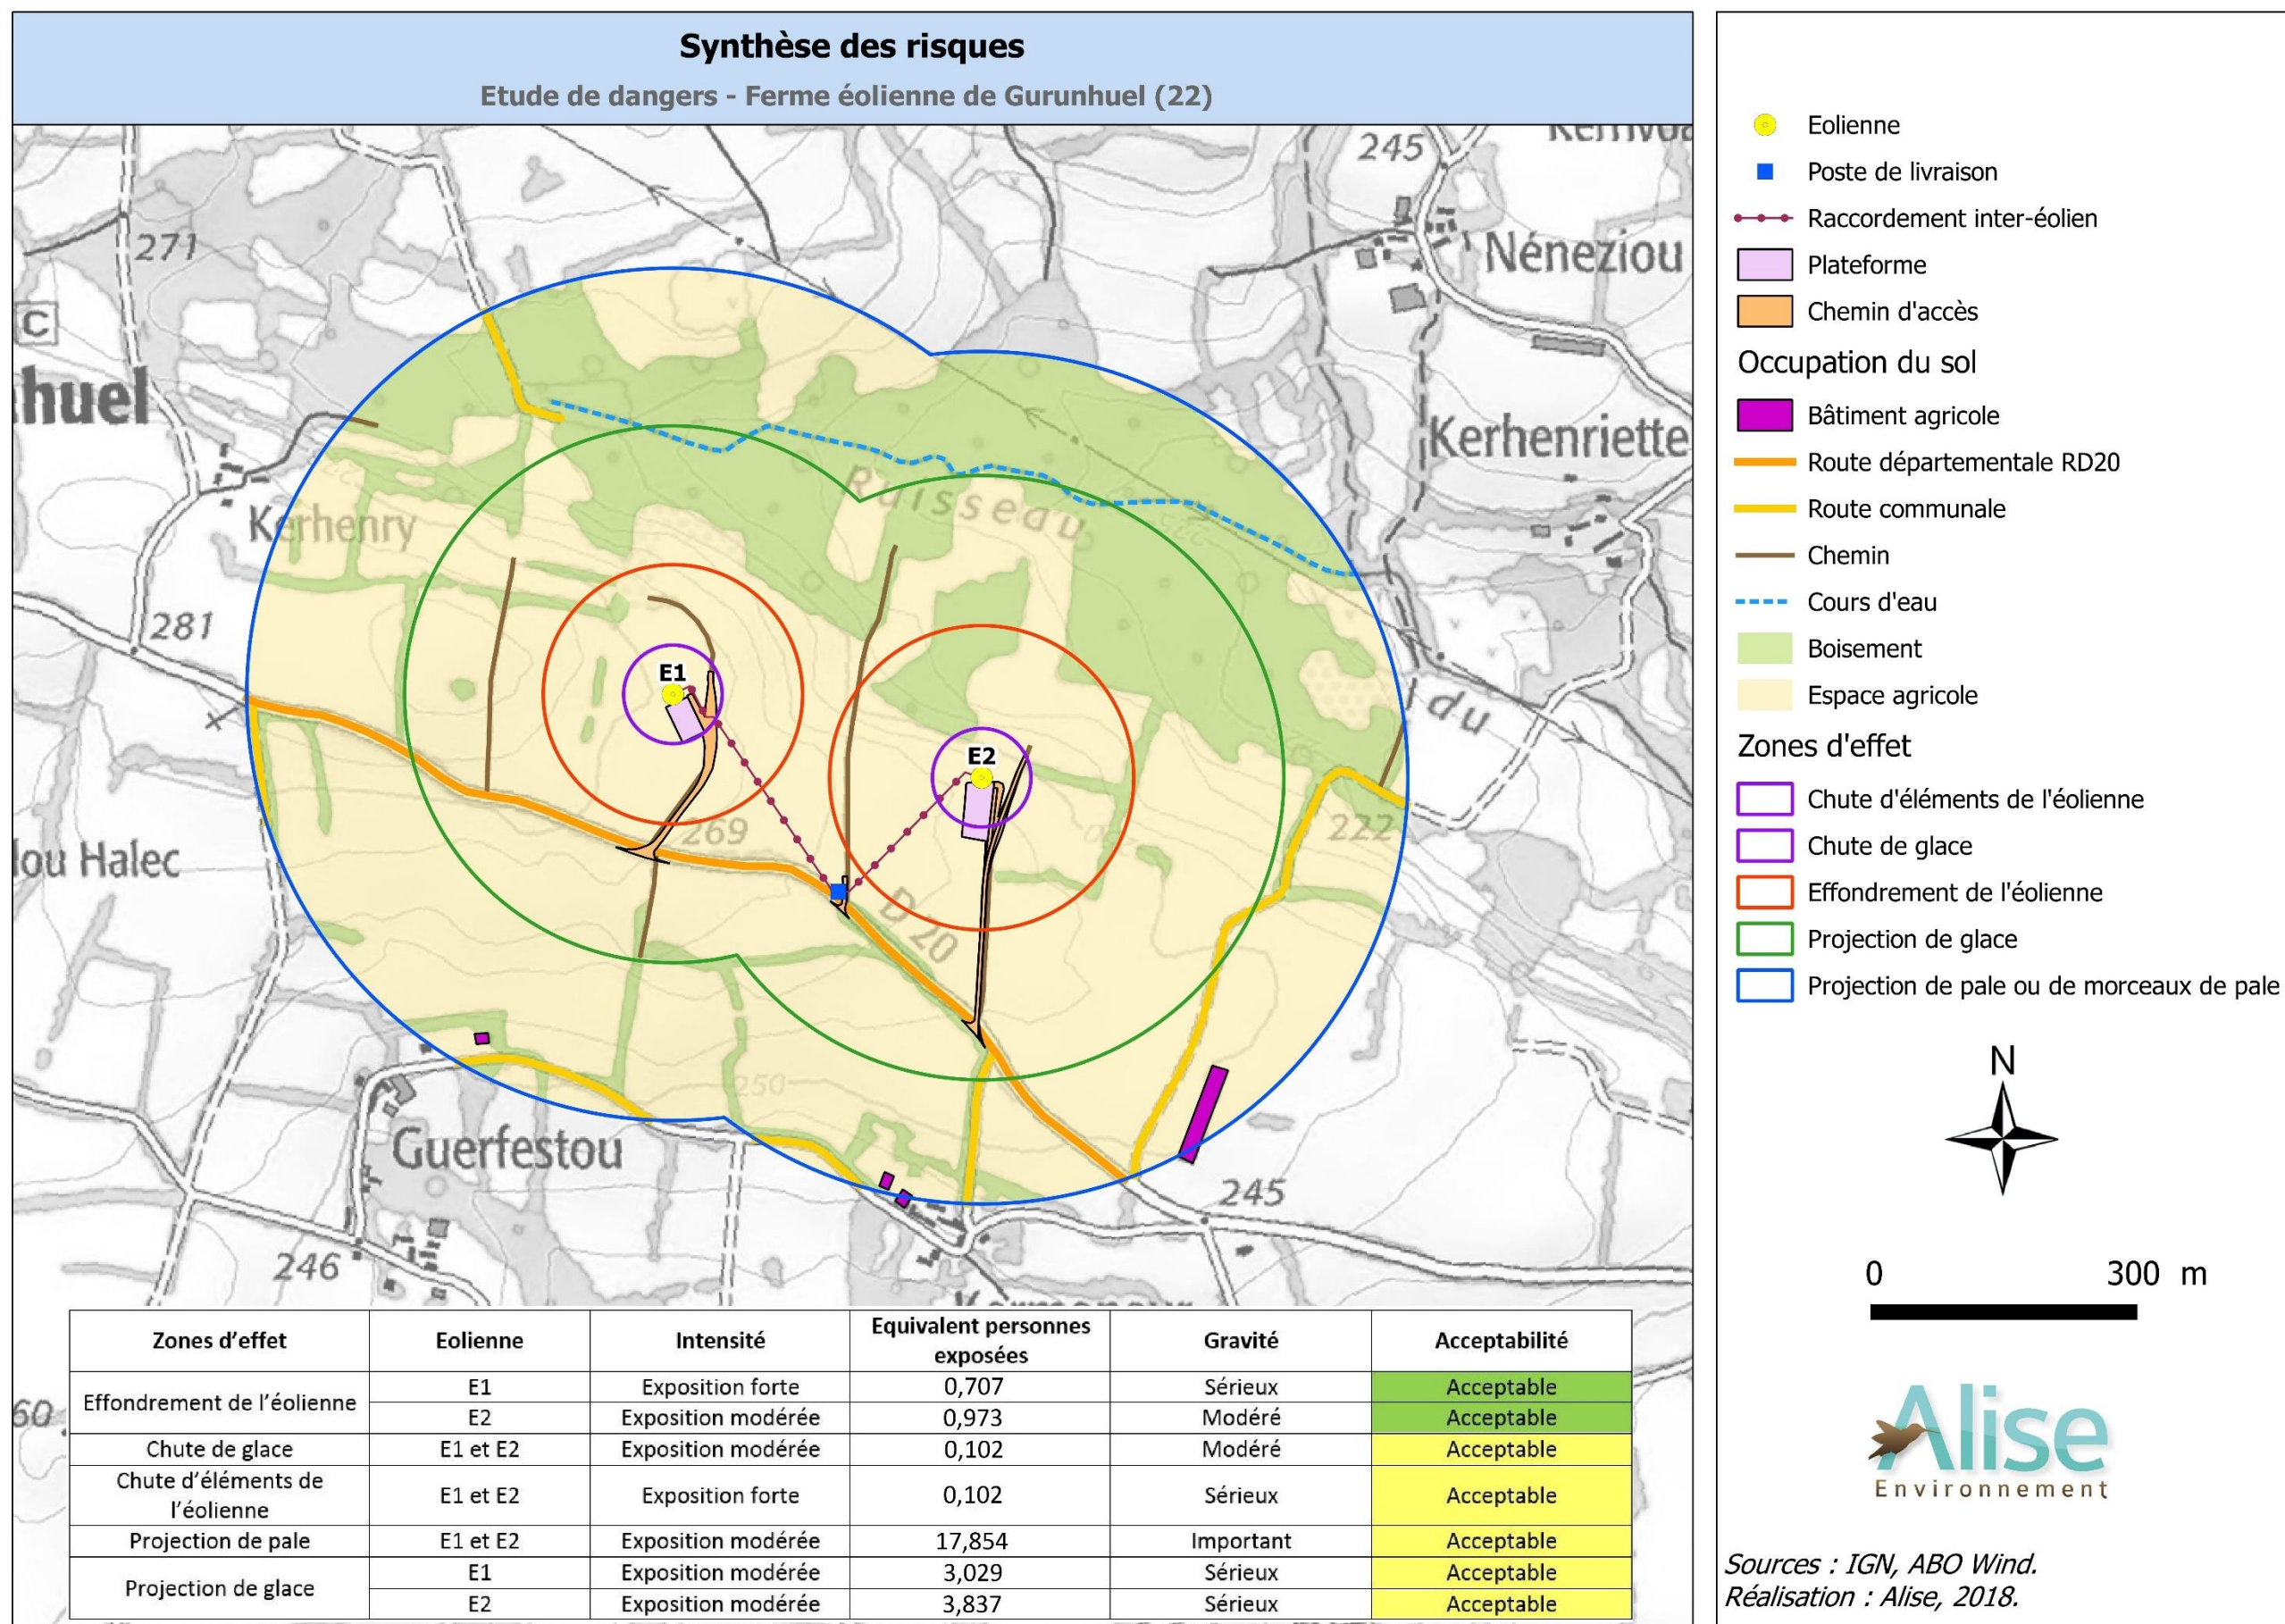 Synthèse des risques
Etude de dangers - Ferme éolienne de Gurunhuel (22)
245
271
Néneziou
C
huel
Kerhenriette
Kerhenry
Ruisseau
281
E1
du
E2
269
222
lou Halec
D 20
250
Guerfestou
245
246
60
Zones d'effet Eolienne Intensité Equivalent personnes exposées Gravité Acceptabilité
Effondrement de l'éolienne E1 Exposition forte 0,707 Sérieux Acceptable
E2 Exposition modérée 0,973 Modéré Acceptable
Chute de glace E1 et E2 Exposition modérée 0,102 Modéré Acceptable
Chute d'éléments de l'éolienne E1 et E2 Exposition forte 0,102 Sérieux Acceptable
Projection de pale E1 et E2 Exposition modérée 17,854 Important Acceptable
Projection de glace E1 Exposition modérée 3,029 Sérieux Acceptable
E2 Exposition modérée 3,837 Sérieux Acceptable
Eolienne
Poste de livraison
Raccordement inter-éolien
Plateforme
Chemin d'accès
Occupation du sol
Bâtiment agricole
Route départementale RD20
Route communale
Chemin
Cours d'eau
Boisement
Espace agricole
Zones d'effet
Chute d'éléments de l'éolienne
Chute de glace
Effondrement de l'éolienne
Projection de glace
Projection de pale ou de morceaux de pale
N
0 300 m
Alise
Environnement
Sources : IGN, ABO Wind.
Réalisation : Alise, 2018.